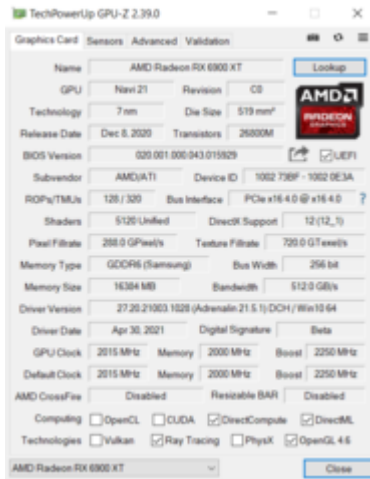 TechPowerUp GPU-Z 2.39.0
Graphics Card Sensors Advanced Validation
Name AMD Radeon RX 6900 XT Lookup
GPU Navi 21 Revision C0
AMD
RADEON
GRAPHICS
Technology 7 nm Die Size 519 mm²
Release Date Dec 8, 2020 Transistors 26800M
BIOS Version 020.001.000.043.015929 UEFI
Subvendor AMD/ATI Device ID 1002 73BF - 1002 0E3A
ROPs/TMUs 128 / 320 Bus Interface PCIe x16 4.0 @ x16 4.0 ?
Shaders 5120 Unified DirectX Support 12 (12_1)
Pixel Fillrate 288.0 GPixel/s Texture Fillrate 720.0 GTexel/s
Memory Type GDDR6 (Samsung) Bus Width 256 bit
Memory Size 16384 MB Bandwidth 512.0 GB/s
Driver Version 27.20.21003.1028 (Adrenalin 21.5.1) DCH / Win10 64
Driver Date Apr 30, 2021 Digital Signature Beta
GPU Clock 2015 MHz Memory 2000 MHz Boost 2250 MHz
Default Clock 2015 MHz Memory 2000 MHz Boost 2250 MHz
AMD CrossFire Disabled Resizable BAR Disabled
Computing OpenCL CUDA DirectCompute DirectML
Technologies Vulkan Ray Tracing PhysX OpenGL 4.6
AMD Radeon RX 6900 XT Close